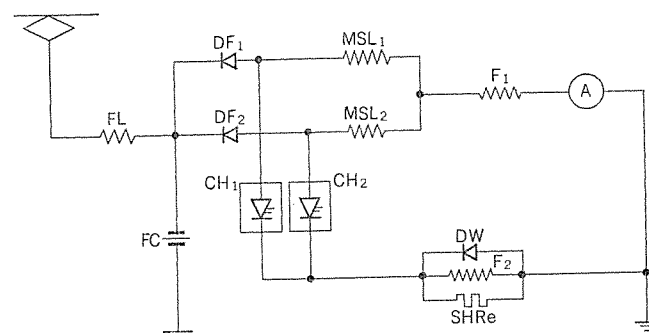 DF₁
MSL₁
F₁
A
FL
DF₂
MSL₂
CH₁
CH₂
FC
DW
F₂
SHRe